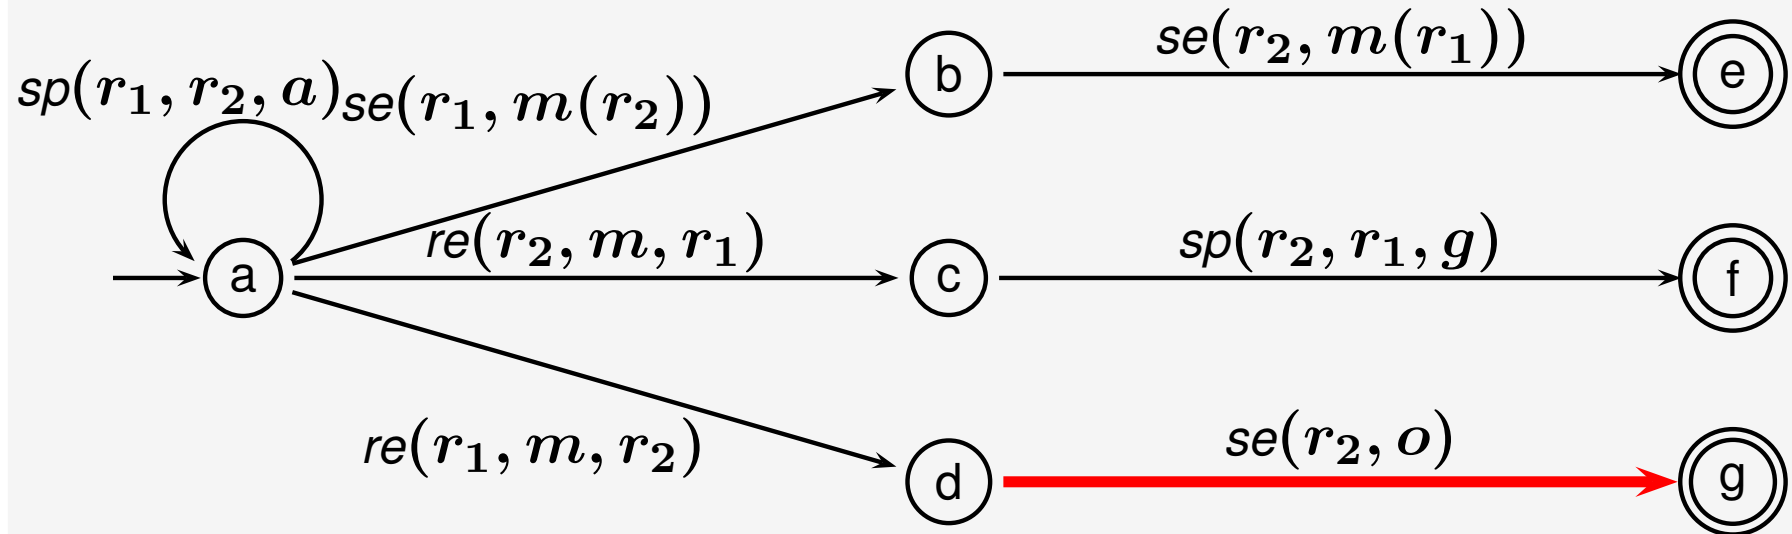 b
se(r₂, m(r₁))
e
sp(r₁, r₂, a)
se(r₁, m(r₂))
a
re(r₂, m, r₁)
c
sp(r₂, r₁, g)
f
re(r₁, m, r₂)
d
se(r₂, o)
g